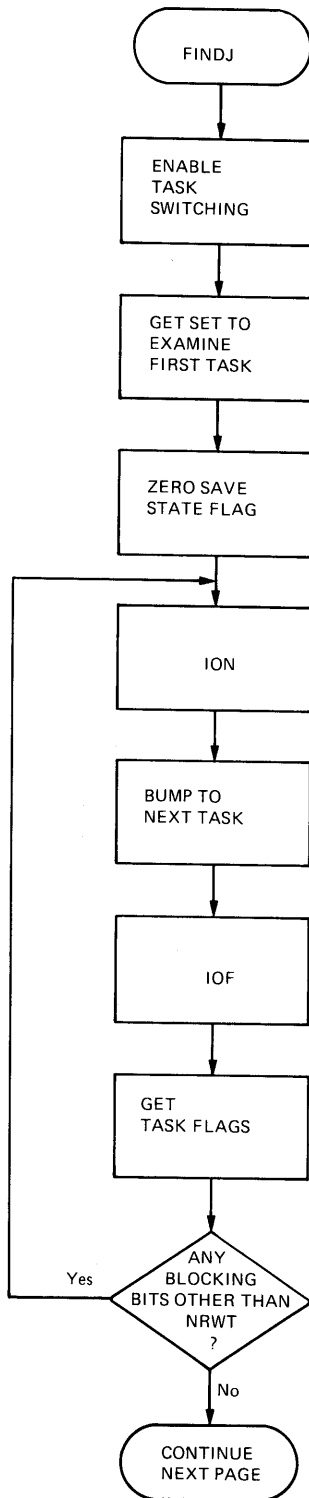 FINDJ
ENABLE
TASK
SWITCHING
GET SET TO
EXAMINE
FIRST TASK
ZERO SAVE
STATE FLAG
ION
BUMP TO
NEXT TASK
IOF
GET
TASK FLAGS
ANY
BLOCKING
BITS OTHER THAN
NRWT
?
Yes
No
CONTINUE
NEXT PAGE